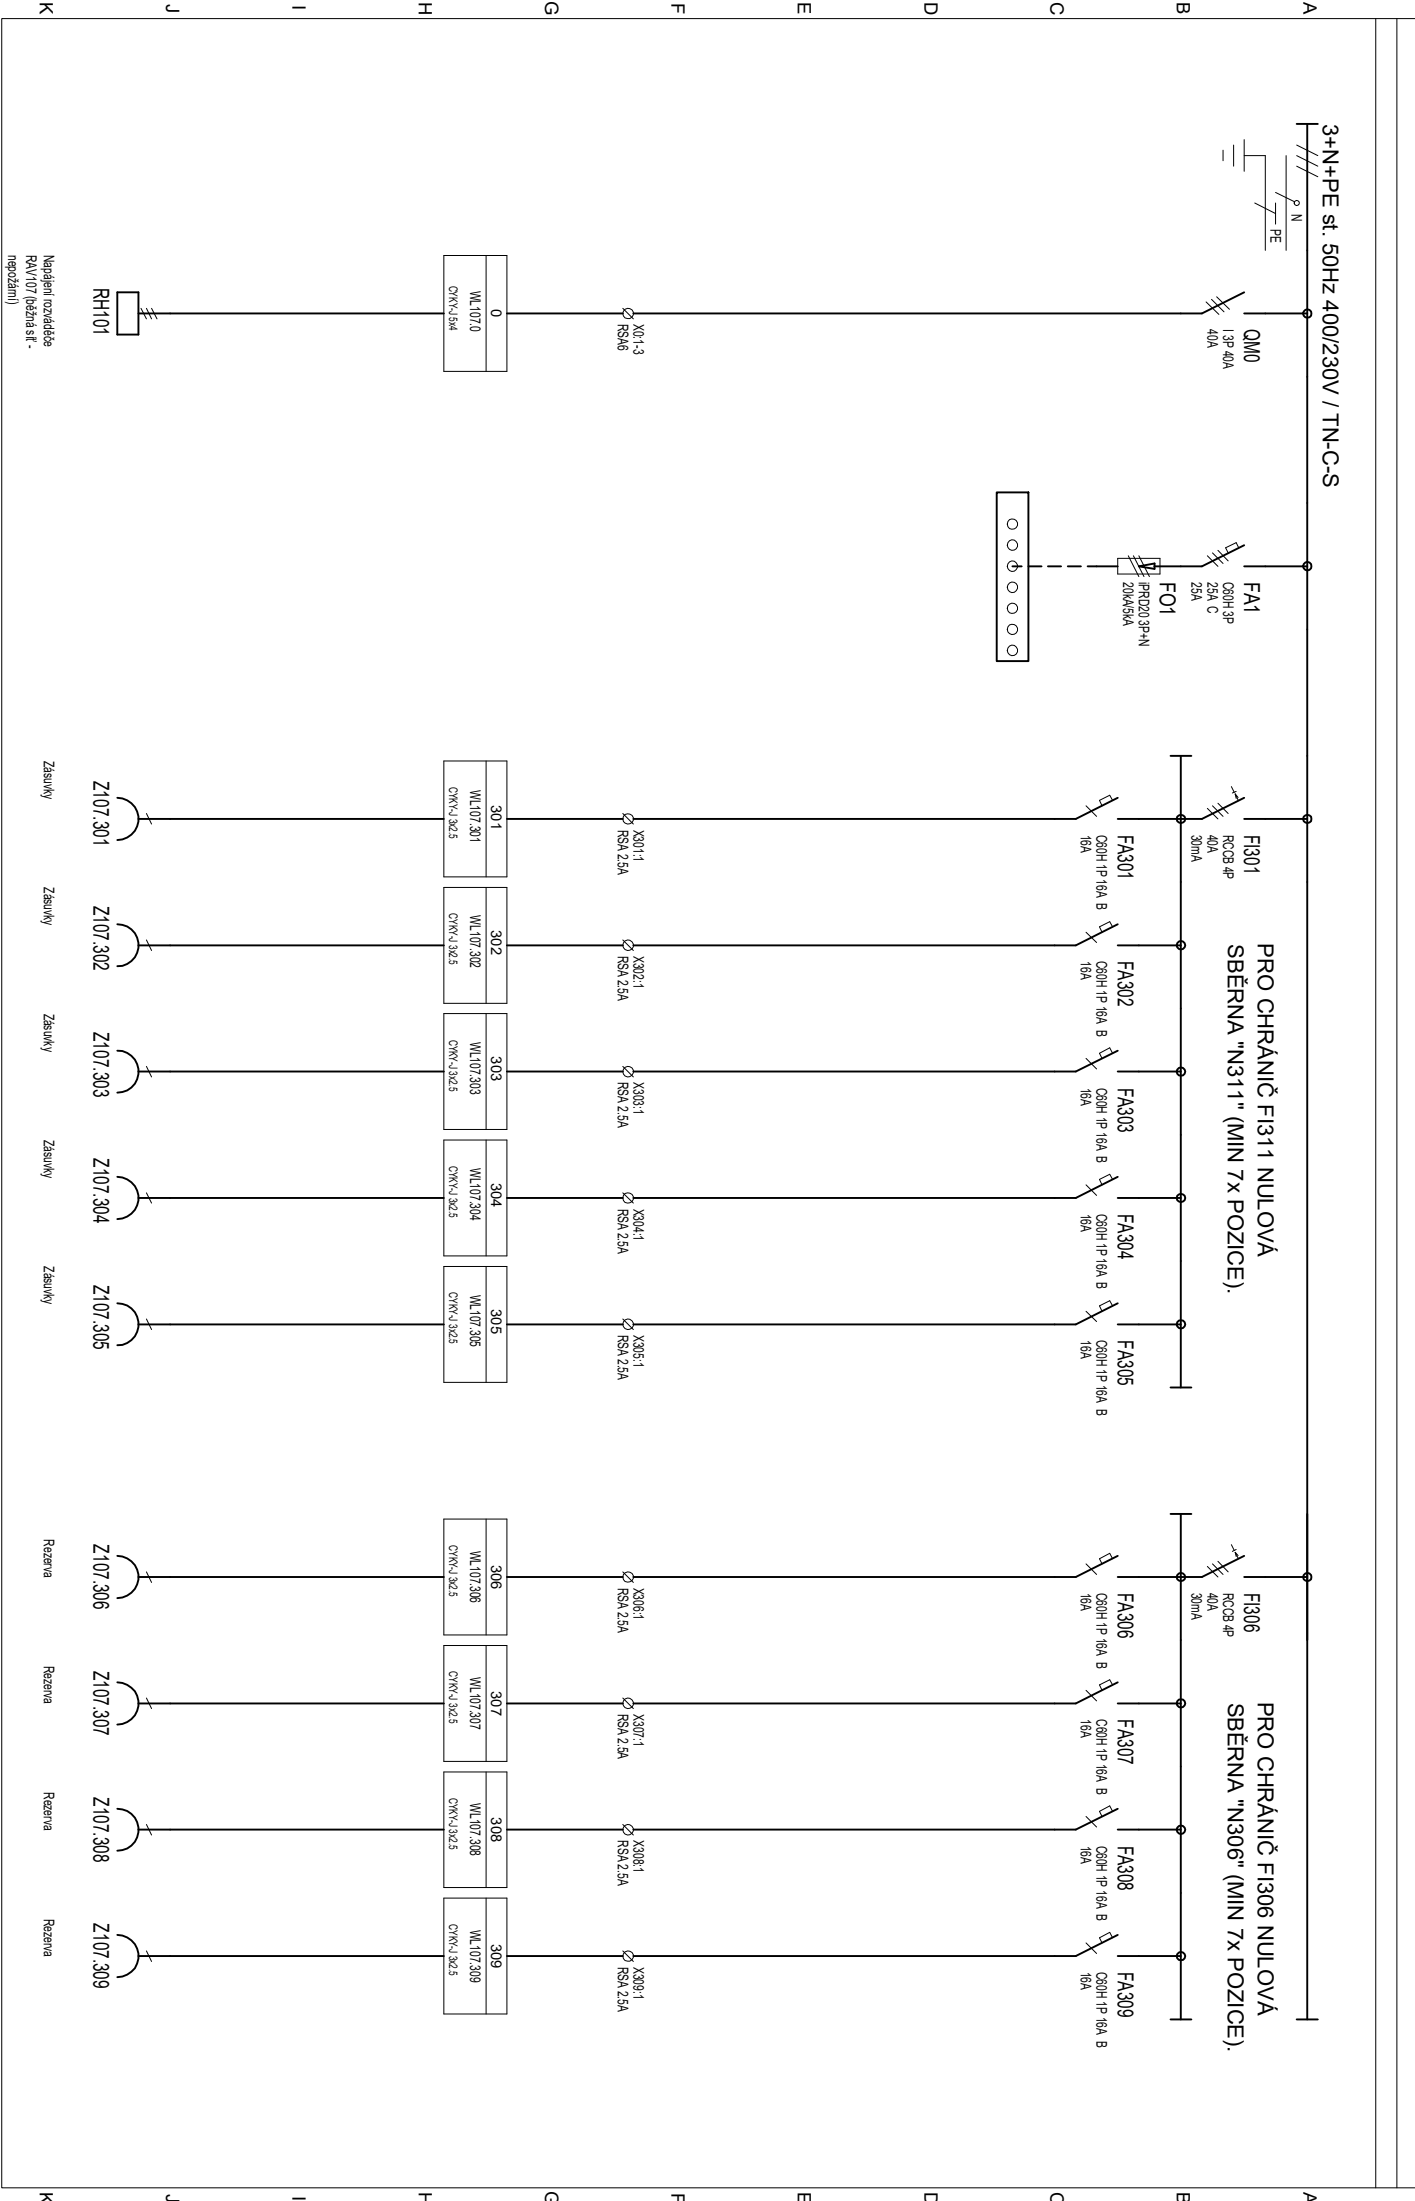 A
B
C
D
E
F
G
H
I
J
K
3+N+PE st. 50Hz 400/230V / TN-C-S
N
PE
QM0
I 3P 40A
40A
X0:1-3
RSA6
0
WL107.0
CYKY-J 5x4
RH101
Napájení rozváděče
RAV107 (běžná síť -
nepožární)
FA1
C60H 3P
25A C
25A
FO1
iPRD20 3P+N
20kA/5kA
FI301
RCCB 4P
40A
30mA
PRO CHRÁNIČ FI311 NULOVÁ
SBĚRNA "N311" (MIN 7x POZICE).
FA301
C60H 1P 16A B
16A
X301:1
RSA 2.5A
301
WL107.301
CYKY-J 3x2.5
Z107.301
Zásuvky
FA302
C60H 1P 16A B
16A
X302:1
RSA 2.5A
302
WL107.302
CYKY-J 3x2.5
Z107.302
Zásuvky
FA303
C60H 1P 16A B
16A
X303:1
RSA 2.5A
303
WL107.303
CYKY-J 3x2.5
Z107.303
Zásuvky
FA304
C60H 1P 16A B
16A
X304:1
RSA 2.5A
304
WL107.304
CYKY-J 3x2.5
Z107.304
Zásuvky
FA305
C60H 1P 16A B
16A
X305:1
RSA 2.5A
305
WL107.305
CYKY-J 3x2.5
Z107.305
Zásuvky
FI306
RCCB 4P
40A
30mA
PRO CHRÁNIČ FI306 NULOVÁ
SBĚRNA "N306" (MIN 7x POZICE).
FA306
C60H 1P 16A B
16A
X306:1
RSA 2.5A
306
WL107.306
CYKY-J 3x2.5
Z107.306
Rezerva
FA307
C60H 1P 16A B
16A
X307:1
RSA 2.5A
307
WL107.307
CYKY-J 3x2.5
Z107.307
Rezerva
FA308
C60H 1P 16A B
16A
X308:1
RSA 2.5A
308
WL107.308
CYKY-J 3x2.5
Z107.308
Rezerva
FA309
C60H 1P 16A B
16A
X309:1
RSA 2.5A
309
WL107.309
CYKY-J 3x2.5
Z107.309
Rezerva
A
B
C
D
E
F
G
H
I
J
K